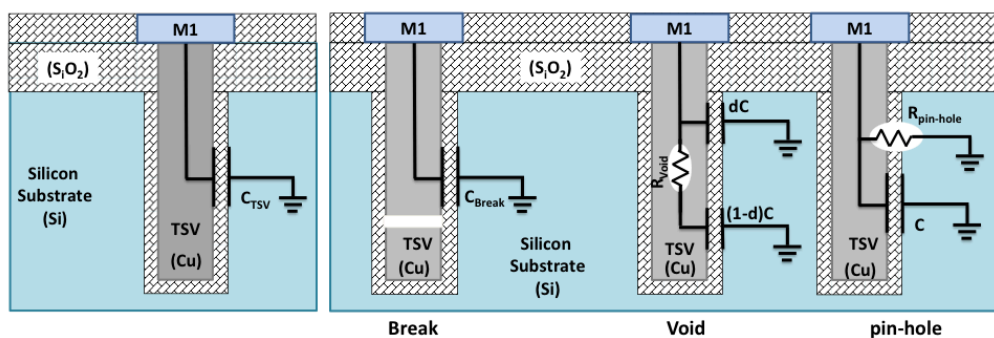 M1
(SiO2)
Silicon
Substrate
(Si)
CTSV
TSV
(Cu)
M1
M1
M1
(SiO2)
dC
Rpin-hole
RVoid
CBreak
(1-d)C
C
TSV
(Cu)
Silicon
Substrate
(Si)
TSV
(Cu)
TSV
(Cu)
Break
Void
pin-hole